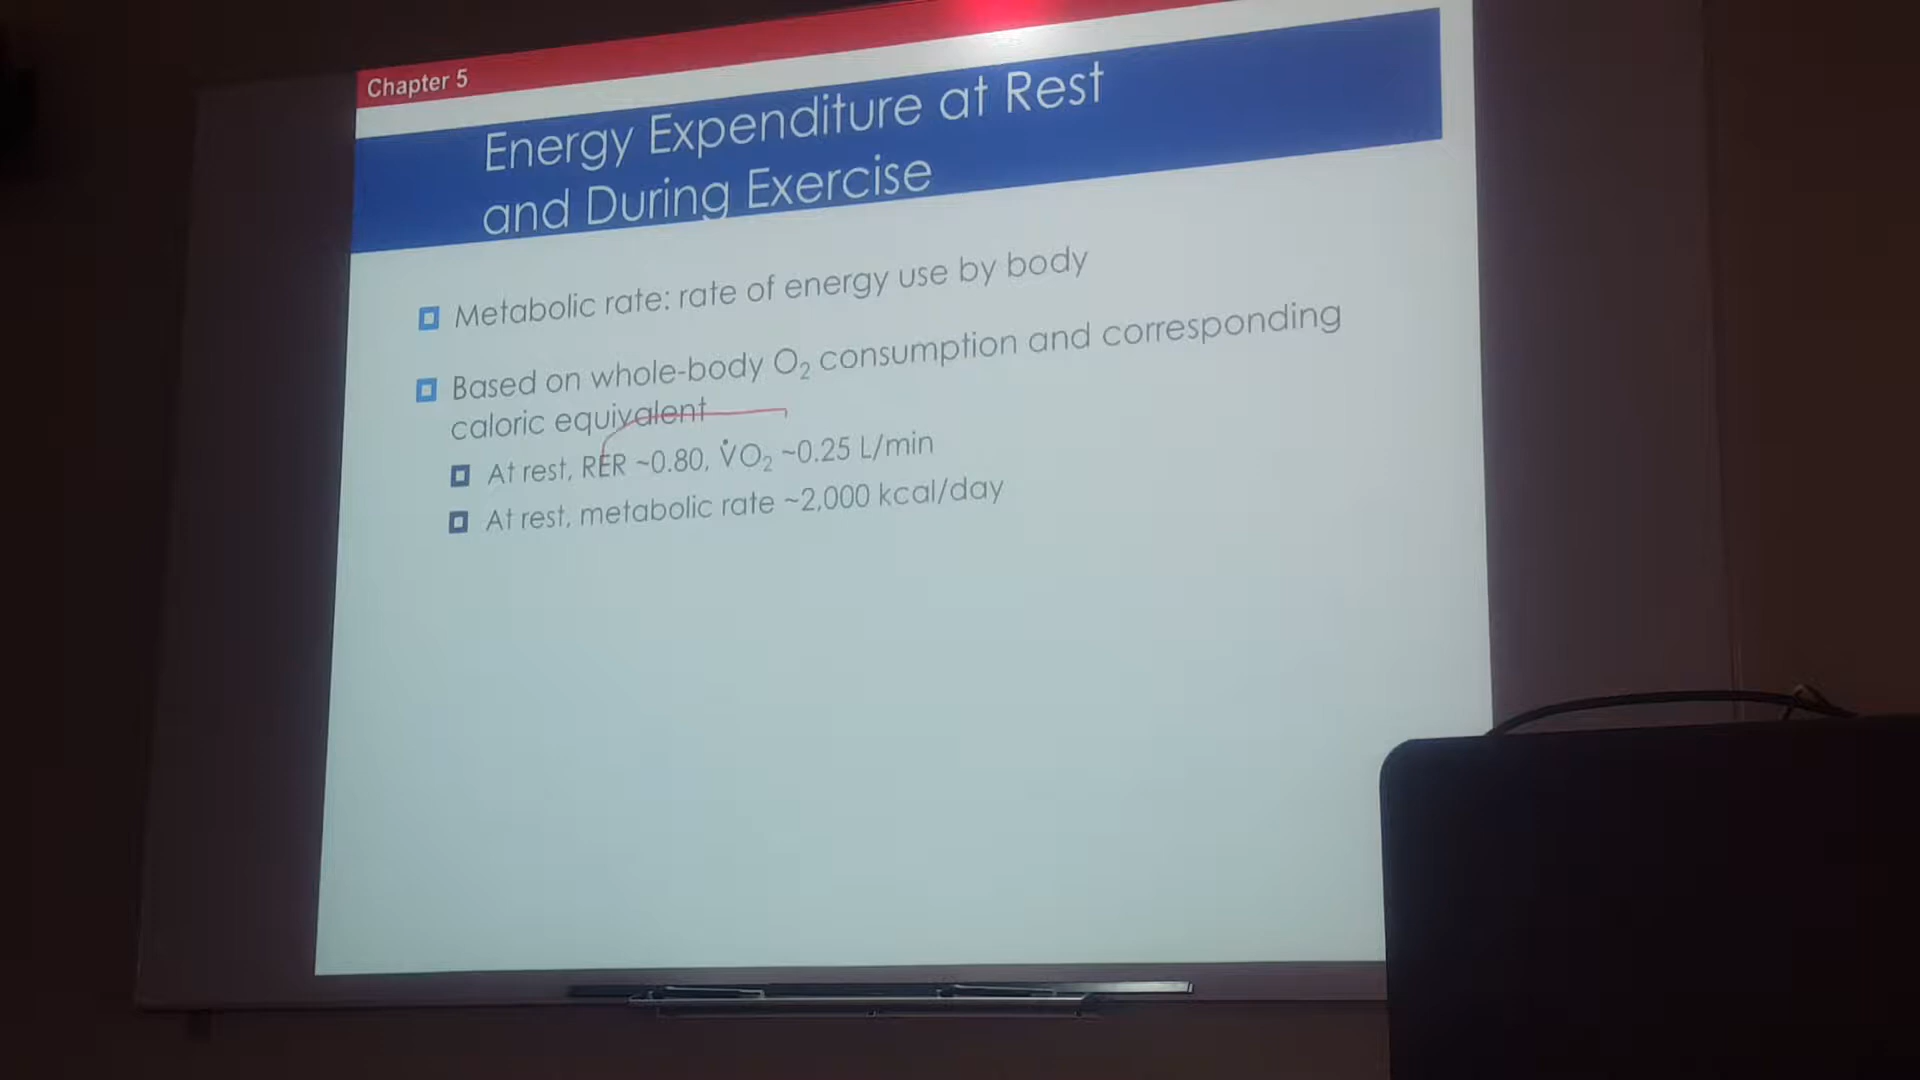 Chapter 5
Energy Expenditure at Rest
and During Exercise
Metabolic rate: rate of energy use by body
Based on whole-body O₂ consumption and corresponding
caloric equivalent
At rest, RER ~0.80, V̇O₂ ~0.25 L/min
At rest, metabolic rate ~2,000 kcal/day